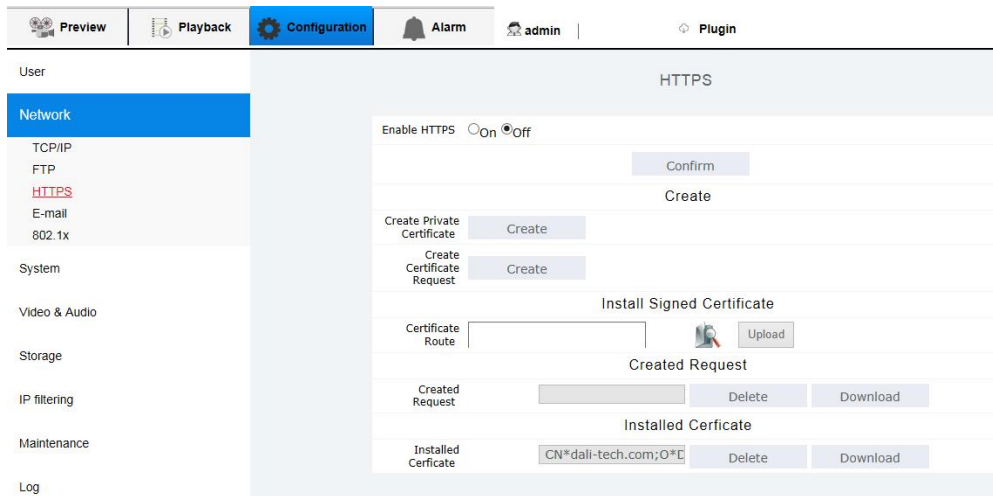 Preview Playback Configuration Alarm admin | Plugin
User
HTTPS
Network
Enable HTTPS On Off
TCP/IP
FTP
Confirm
HTTPS
Create
E-mail
Create Private
Certificate
Create
802.1x
Create
Certificate
Request
Create
System
Install Signed Certificate
Video & Audio
Certificate
Route
Upload
Storage
Created Request
Created
Request
Delete Download
IP filtering
Installed Cerficate
Maintenance
Installed
Cerficate
CN*dali-tech.com;O*D
Delete Download
Log